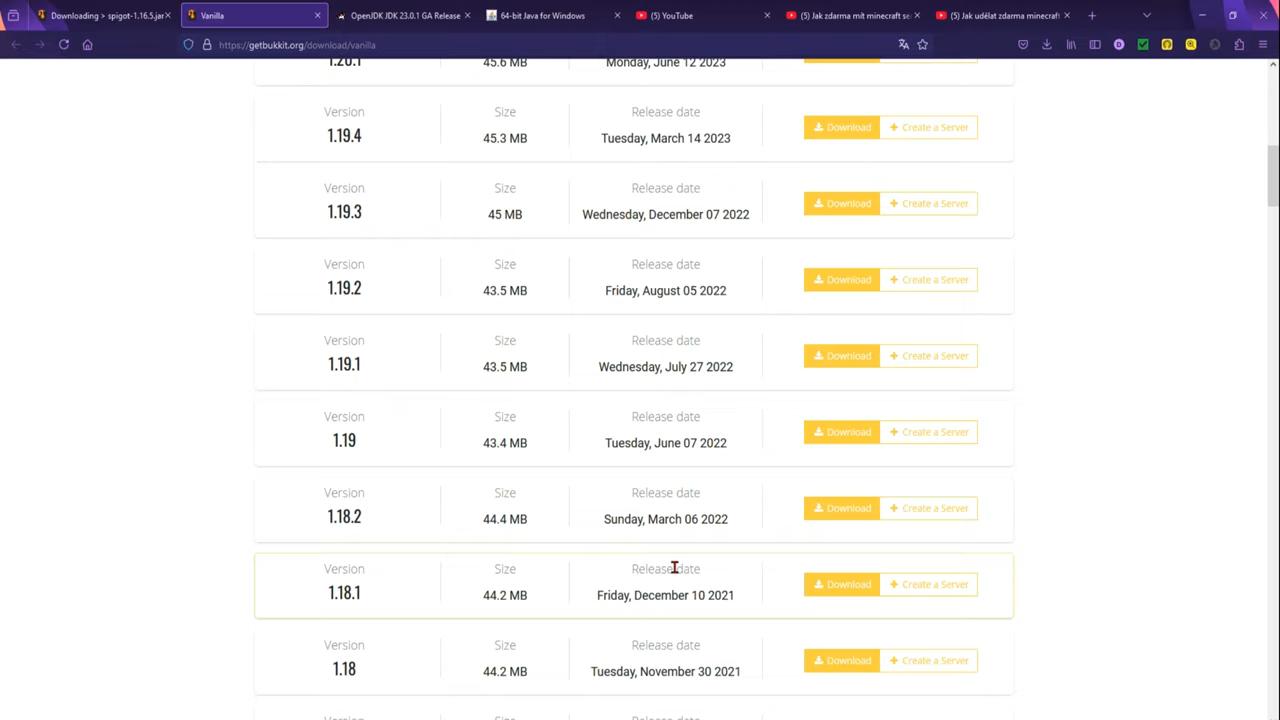 Downloading > spigot-1.16.5.jar
Vanilla
OpenJDK JDK 23.0.1 GA Release
64-bit Java for Windows
(5) YouTube
(5) Jak zdarma mít minecraft se
(5) Jak udělat zdarma minecraft
https://getbukkit.org/download/vanilla
1.20.1
45.6 MB
Monday, June 12 2023
Version
Size
Release date
1.19.4
45.3 MB
Tuesday, March 14 2023
Download
Create a Server
Version
Size
Release date
1.19.3
45 MB
Wednesday, December 07 2022
Download
Create a Server
Version
Size
Release date
1.19.2
43.5 MB
Friday, August 05 2022
Download
Create a Server
Version
Size
Release date
1.19.1
43.5 MB
Wednesday, July 27 2022
Download
Create a Server
Version
Size
Release date
1.19
43.4 MB
Tuesday, June 07 2022
Download
Create a Server
Version
Size
Release date
1.18.2
44.4 MB
Sunday, March 06 2022
Download
Create a Server
Version
Size
Release date
1.18.1
44.2 MB
Friday, December 10 2021
Download
Create a Server
Version
Size
Release date
1.18
44.2 MB
Tuesday, November 30 2021
Download
Create a Server